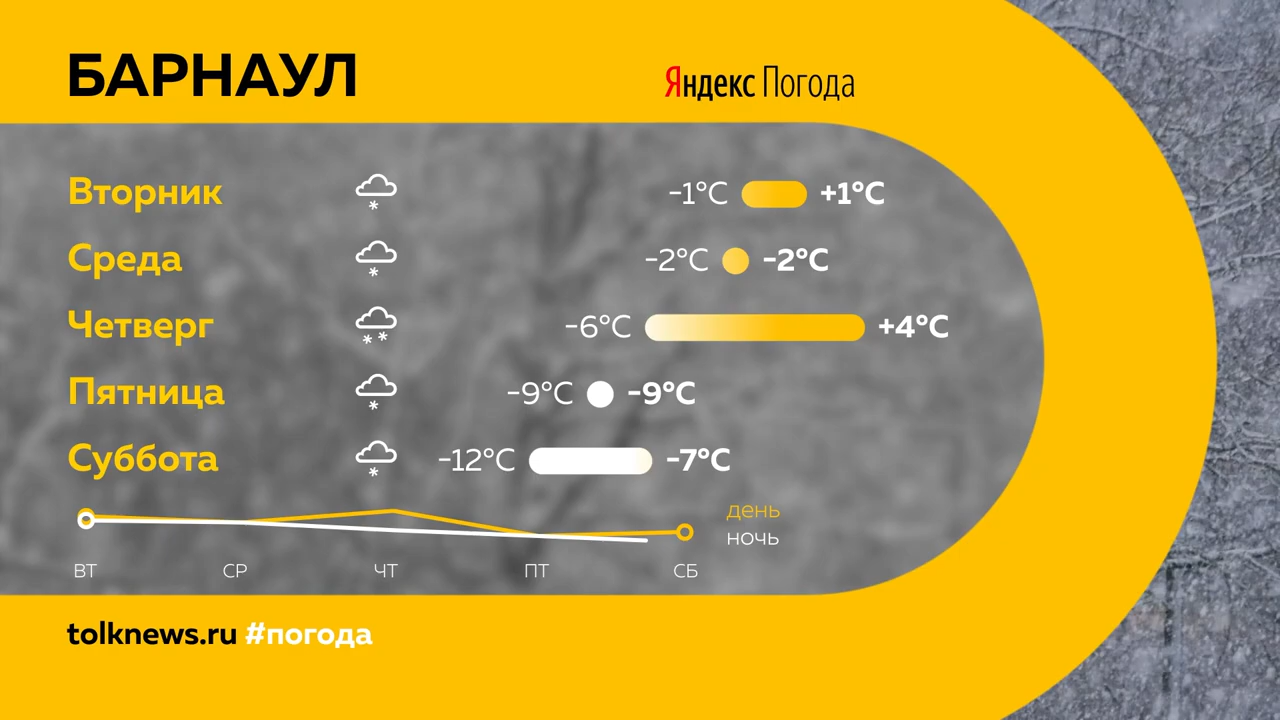 БАРНАУЛ
Яндекс Погода
Вторник -1°C +1°C
Среда -2°C -2°C
Четверг -6°C +4°C
Пятница -9°C -9°C
Суббота -12°C -7°C
день
ночь
ВТ СР ЧТ ПТ СБ
tolknews.ru #погода